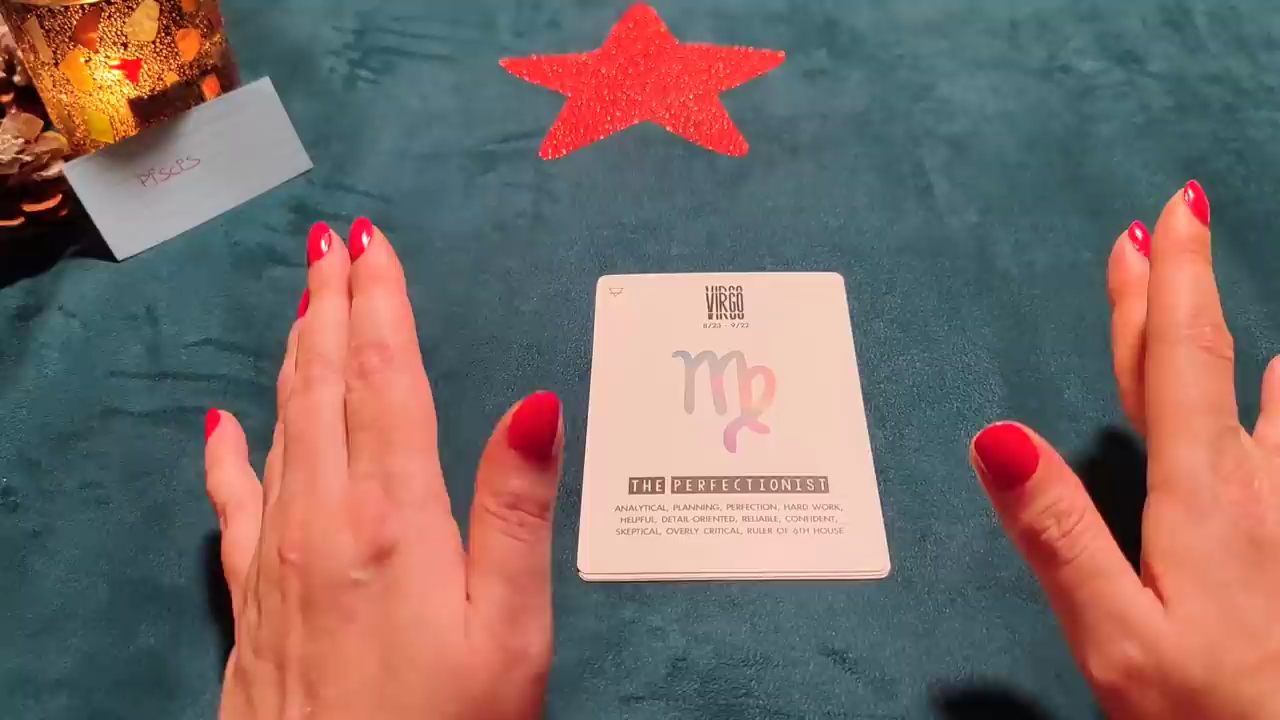 PISCES
VIRGO
8/23 - 9/22
THE PERFECTIONIST
ANALYTICAL, PLANNING, PERFECTION, HARD WORK,
HELPFUL, DETAIL-ORIENTED, RELIABLE, CONFIDENT,
SKEPTICAL, OVERLY CRITICAL, RULER OF 6TH HOUSE